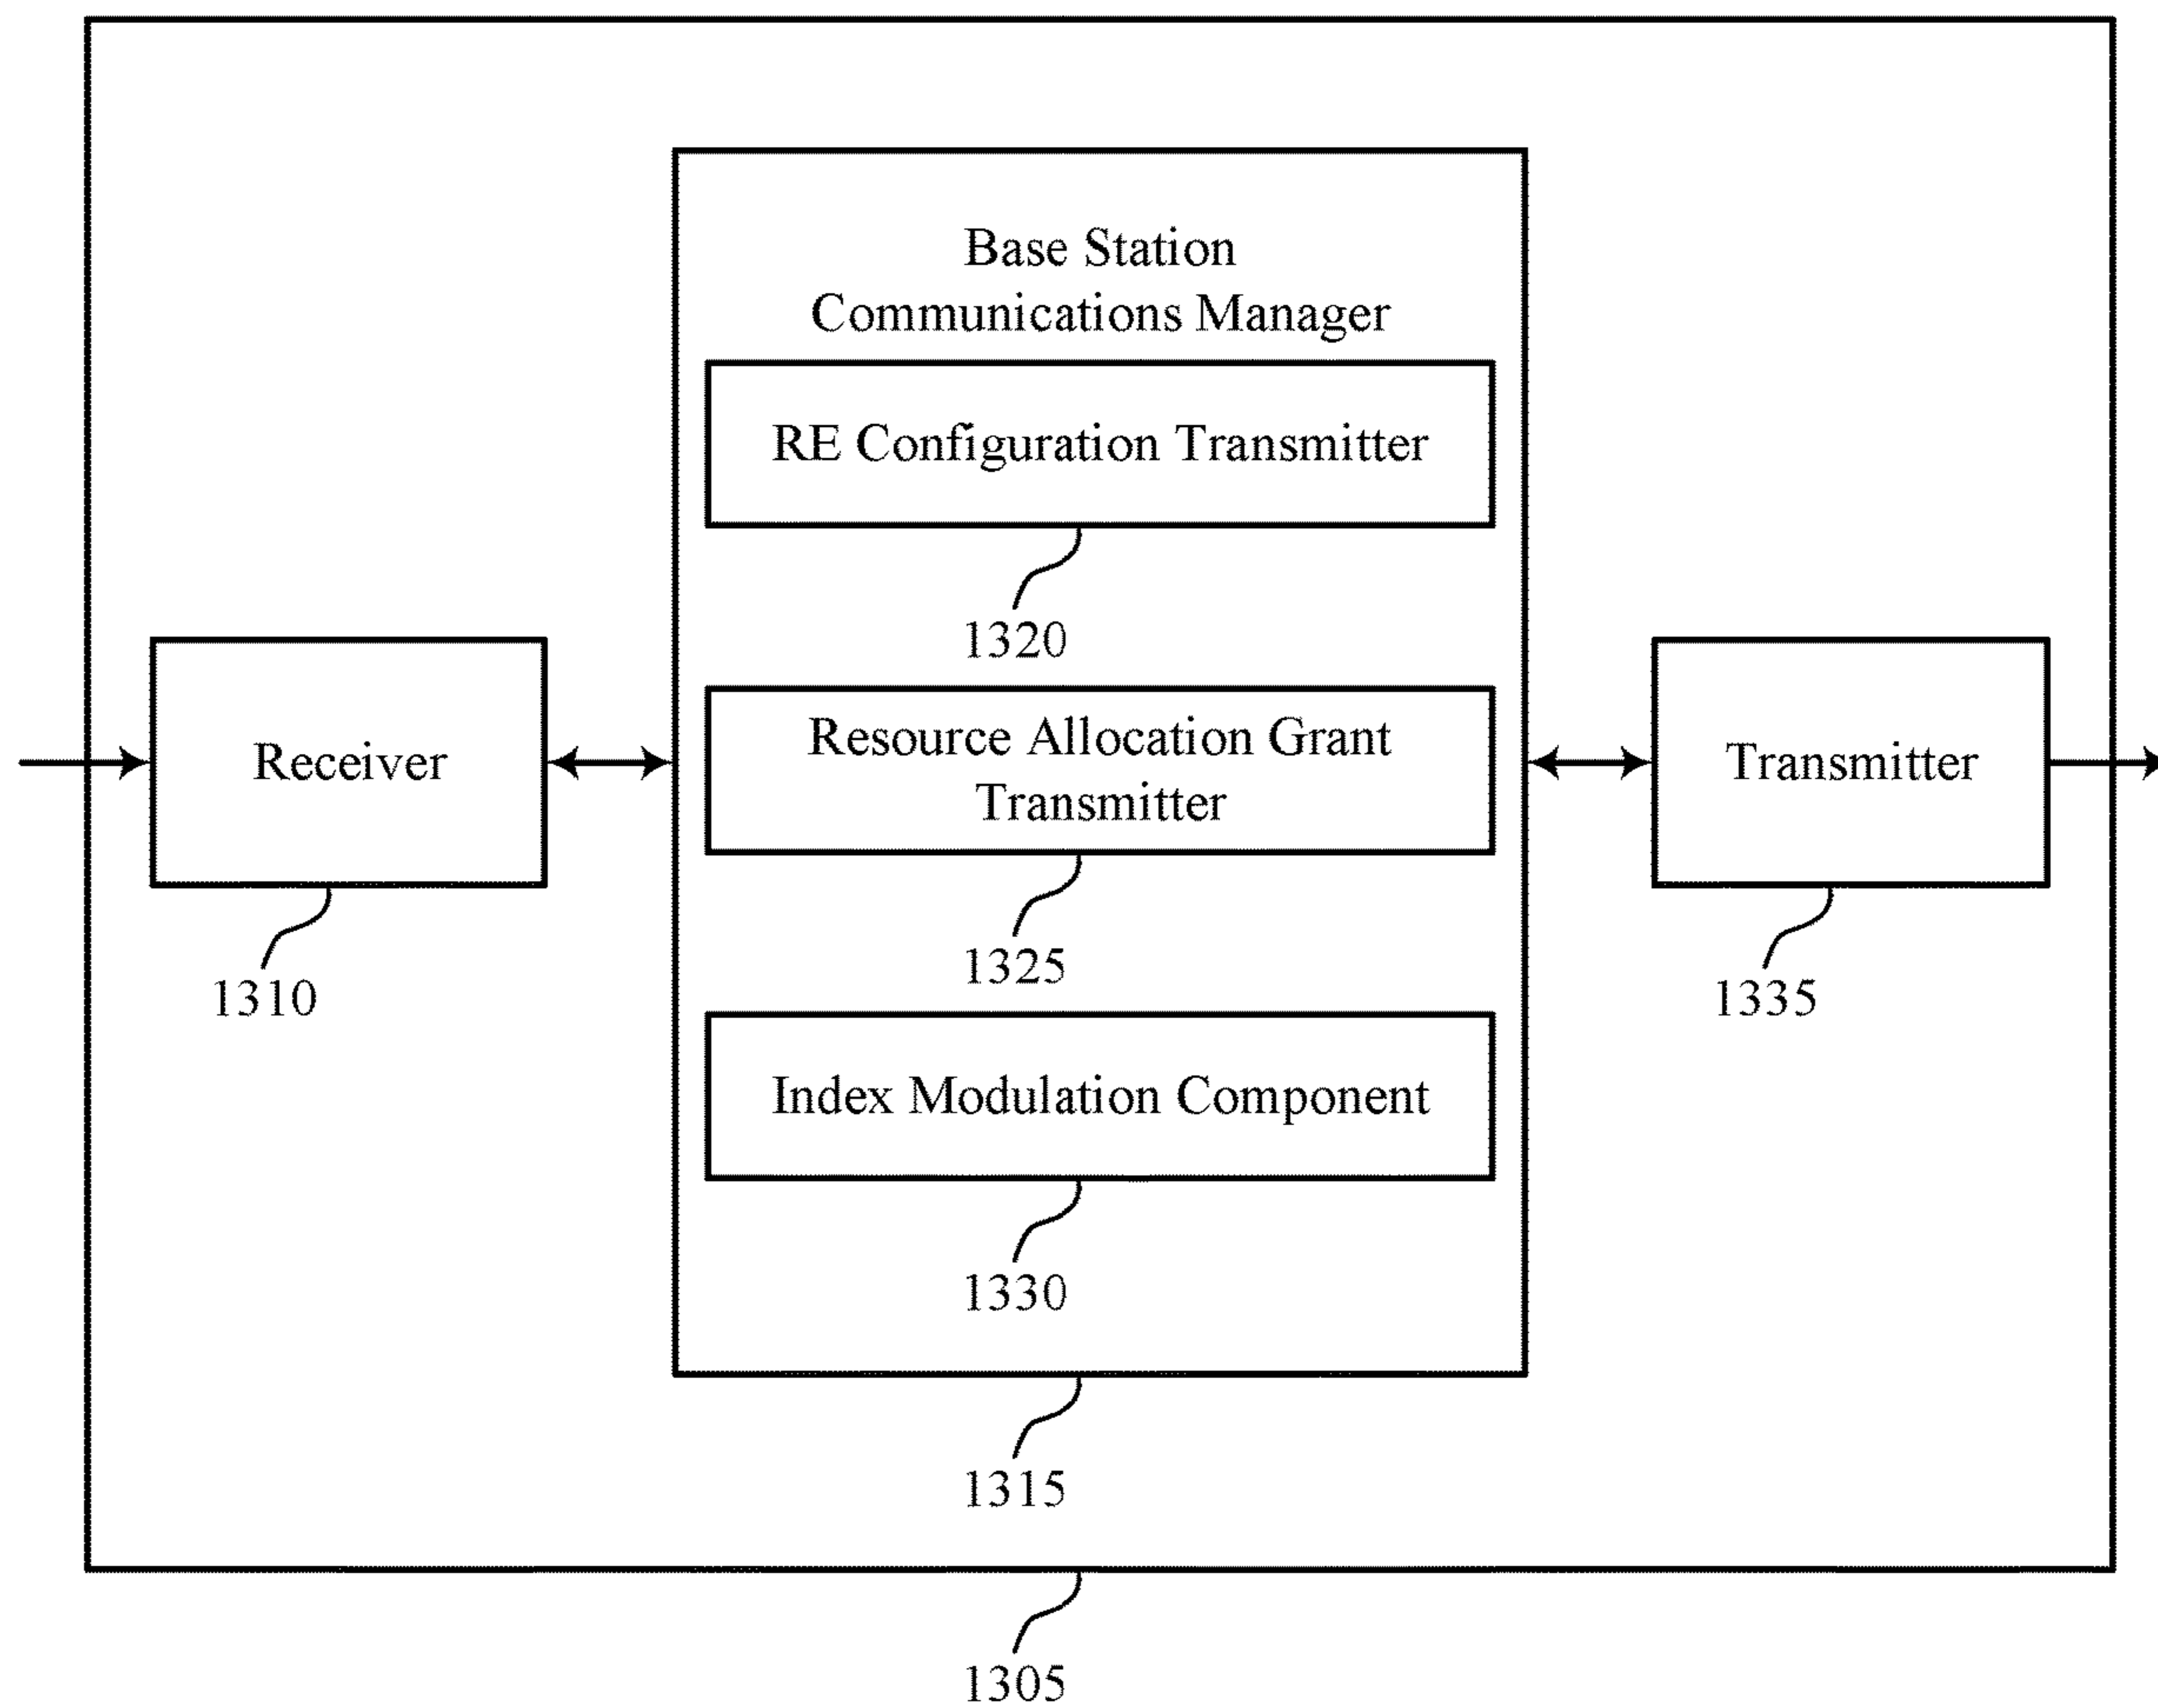 Base Station
Communications Manager
RE Configuration Transmitter
1320
Receiver
1310
Resource Allocation Grant
Transmitter
1325
Transmitter
1335
Index Modulation Component
1330
1315
1305